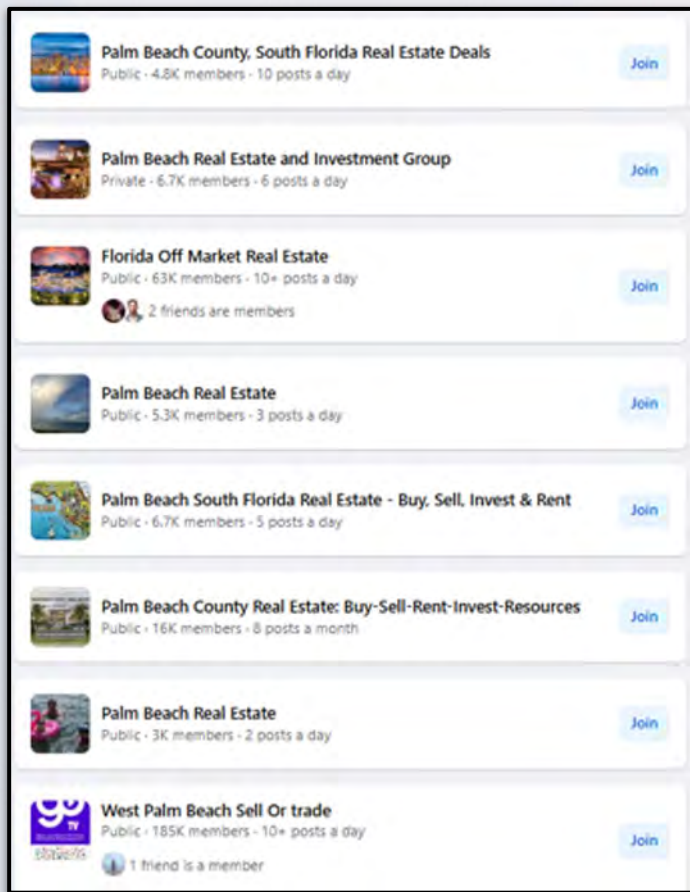 Palm Beach County, South Florida Real Estate Deals
Public · 4.8K members · 10 posts a day
Join
Palm Beach Real Estate and Investment Group
Private · 6.7K members · 6 posts a day
Join
Florida Off Market Real Estate
Public · 63K members · 10+ posts a day
2 friends are members
Join
Palm Beach Real Estate
Public · 5.3K members · 3 posts a day
Join
Palm Beach South Florida Real Estate - Buy, Sell, Invest & Rent
Public · 6.7K members · 5 posts a day
Join
Palm Beach County Real Estate: Buy-Sell-Rent-Invest-Resources
Public · 16K members · 8 posts a month
Join
Palm Beach Real Estate
Public · 3K members · 2 posts a day
Join
go
TV
West Palm Beach Sell Or trade
Public · 185K members · 10+ posts a day
1 friend is a member
Join